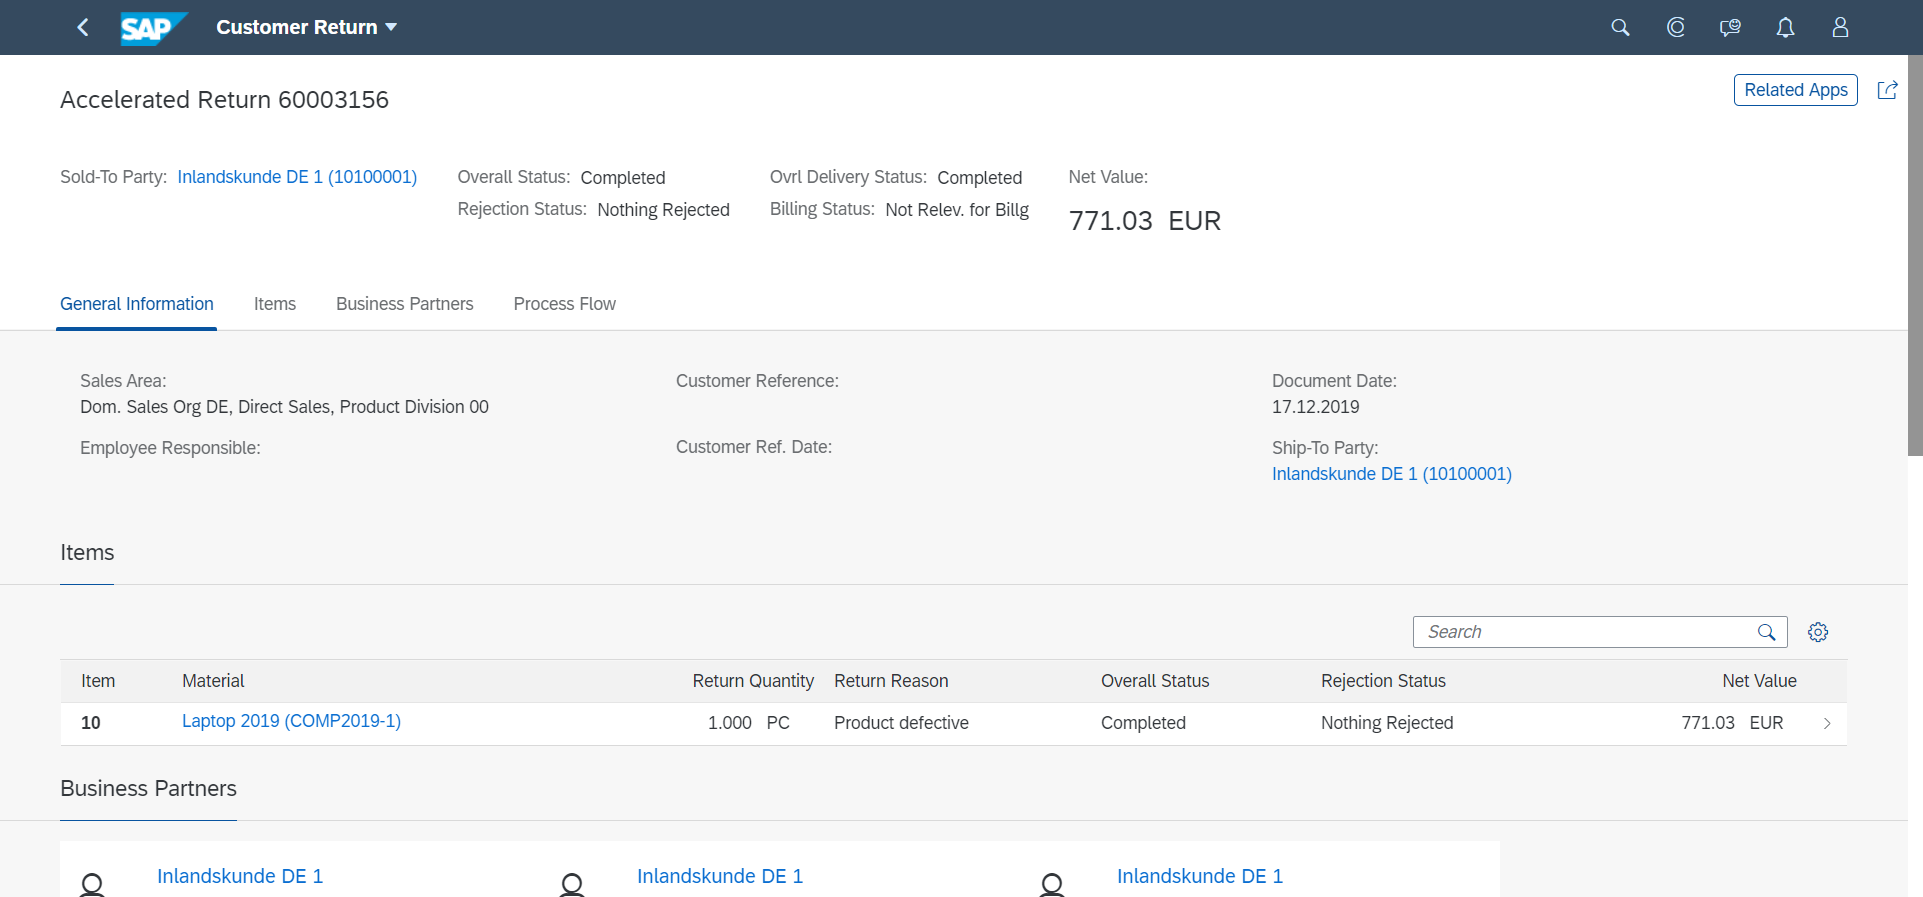 SAP Customer Return
Accelerated Return 60003156
Related Apps
Sold-To Party: Inlandskunde DE 1 (10100001)
Overall Status: Completed
Rejection Status: Nothing Rejected
Ovrl Delivery Status: Completed
Billing Status: Not Relev. for Billg
Net Value:
771.03 EUR
General Information Items Business Partners Process Flow
Sales Area:
Dom. Sales Org DE, Direct Sales, Product Division 00
Employee Responsible:
Customer Reference:
Customer Ref. Date:
Document Date:
17.12.2019
Ship-To Party:
Inlandskunde DE 1 (10100001)
Items
Search
Item Material Return Quantity Return Reason Overall Status Rejection Status Net Value
10 Laptop 2019 (COMP2019-1) 1.000 PC Product defective Completed Nothing Rejected 771.03 EUR
Business Partners
Inlandskunde DE 1 Inlandskunde DE 1 Inlandskunde DE 1